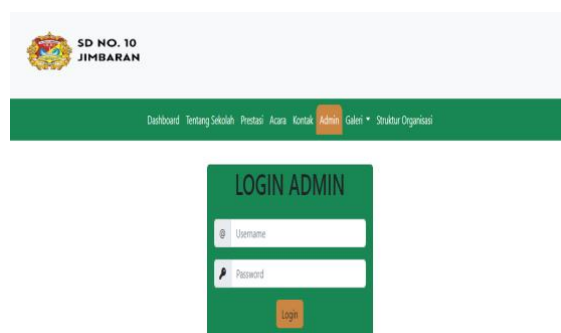 SD NO. 10
JIMBARAN
Dashboard Tentang Sekolah Prestasi Acara Kontak Admin Galeri Struktur Organisasi
LOGIN ADMIN
@ Username
Password
Login